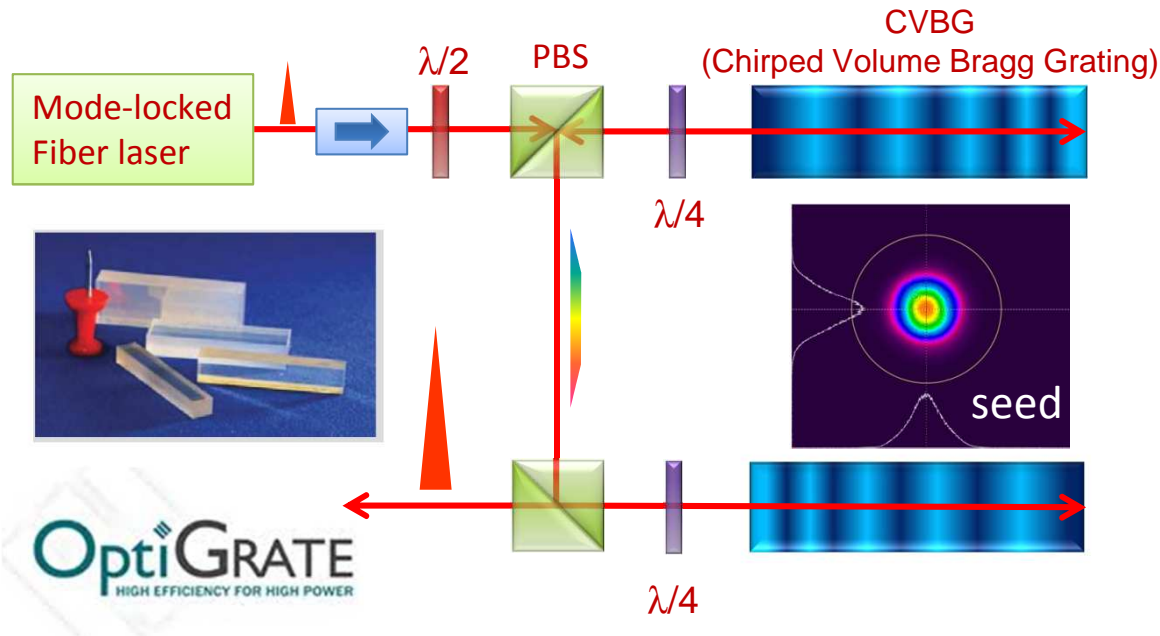 CVBG
(Chirped Volume Bragg Grating)
λ/2
PBS
Mode-locked
Fiber laser
λ/4
seed
OptiGRATE
HIGH EFFICIENCY FOR HIGH POWER
λ/4